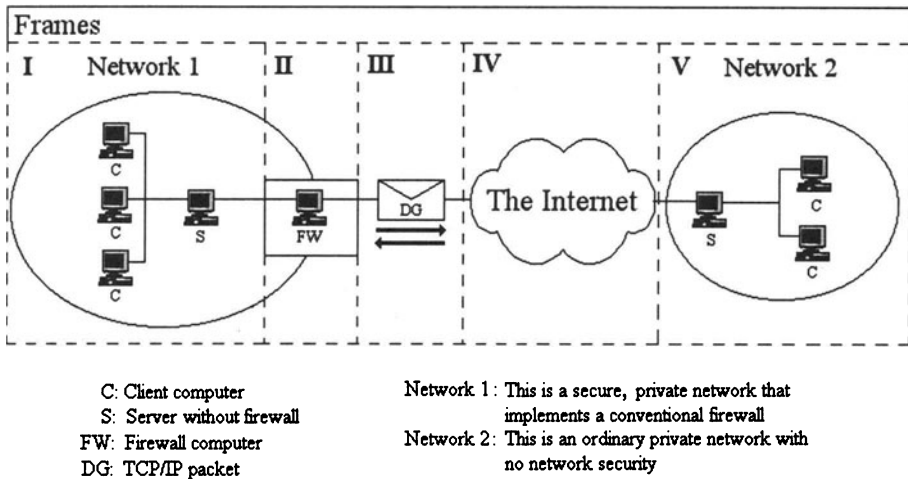 Frames
I Network 1 II III IV V Network 2
C
C
C
S
FW
DG
The Internet
S
C
C
C: Client computer
S: Server without firewall
FW: Firewall computer
DG: TCP/IP packet
Network 1: This is a secure, private network that
implements a conventional firewall
Network 2: This is an ordinary private network with
no network security